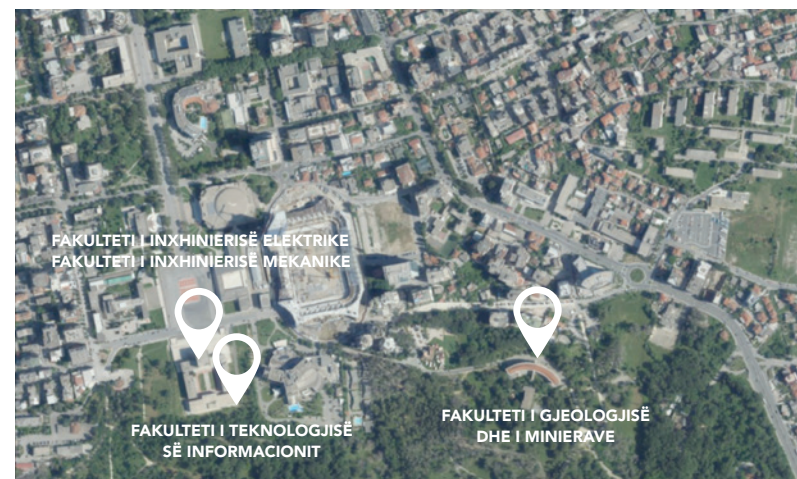 FAKULTETI I INXHINIERISË ELEKTRIKE
FAKULTETI I INXHINIERISË MEKANIKE
FAKULTETI I TEKNOLOGJISË
SË INFORMACIONIT
FAKULTETI I GJEOLOGJISË
DHE I MINIERAVE